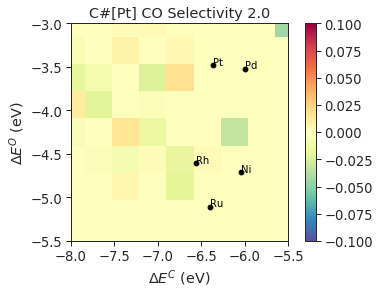 C#[Pt] CO Selectivity 2.0
−3.0
−3.5
−4.0
−4.5
−5.0
−5.5
ΔE^O (eV)
−8.0 −7.5 −7.0 −6.5 −6.0 −5.5
ΔE^C (eV)
Pt
Pd
Rh
Ni
Ru
0.100
0.075
0.050
0.025
0.000
−0.025
−0.050
−0.075
−0.100